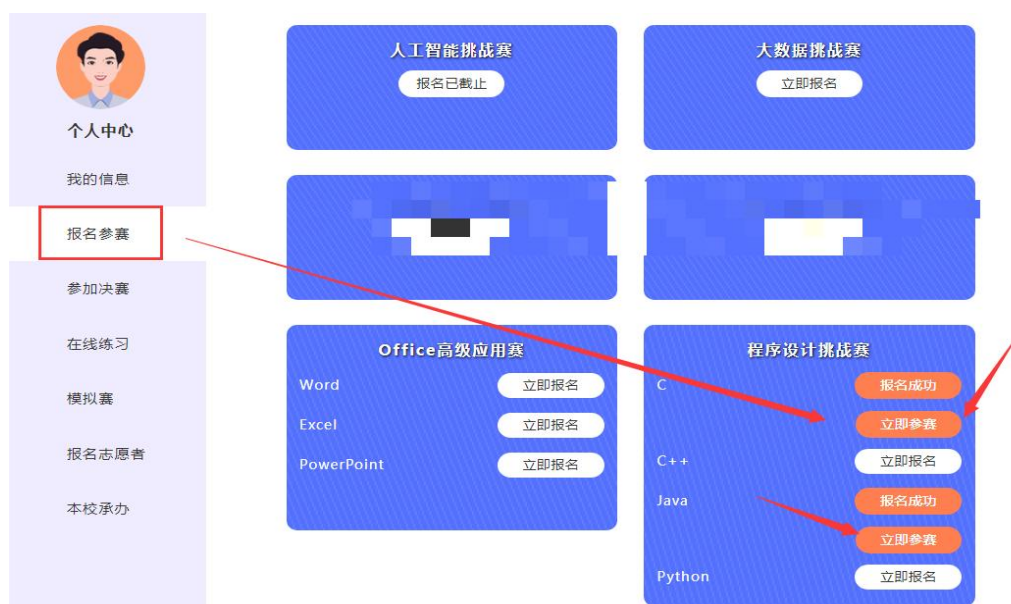 个人中心
我的信息
报名参赛
参加决赛
在线练习
模拟赛
报名志愿者
本校承办
人工智能挑战赛
报名已截止
大数据挑战赛
立即报名
Office高级应用赛
Word 立即报名
Excel 立即报名
PowerPoint 立即报名
程序设计挑战赛
C 报名成功
立即参赛
C++ 立即报名
Java 报名成功
立即参赛
Python 立即报名